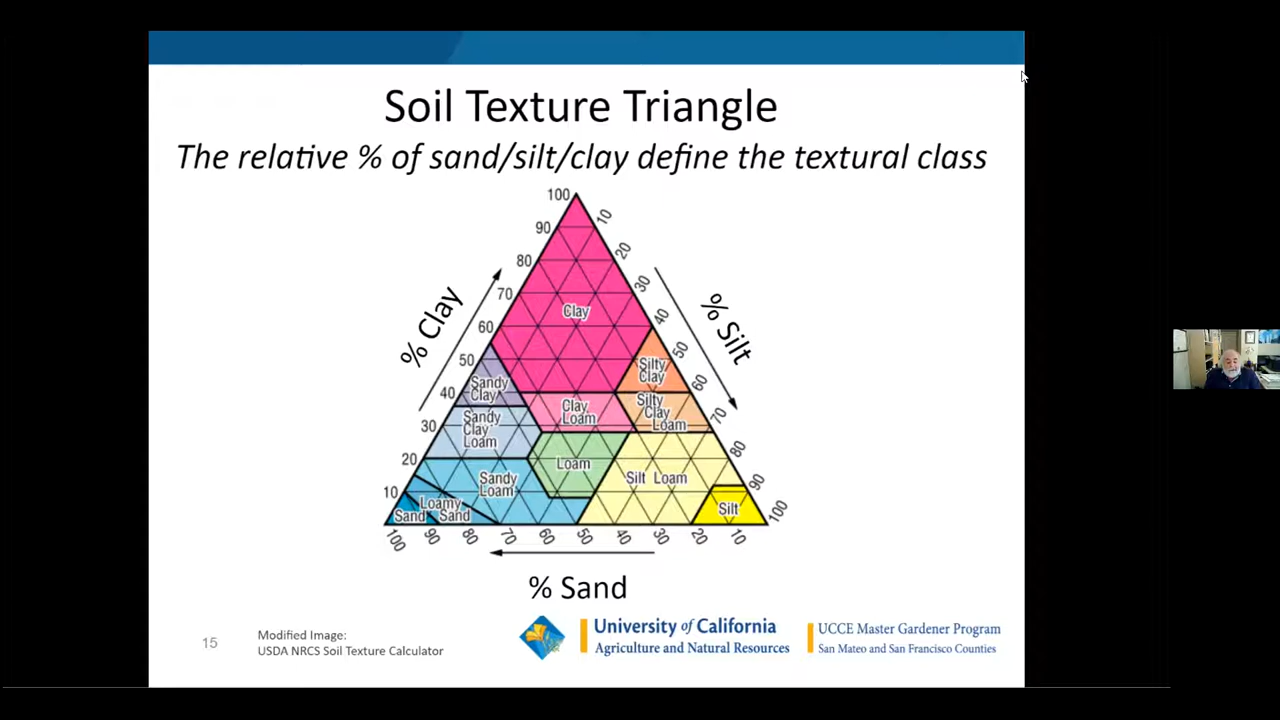 Soil Texture Triangle
The relative % of sand/silt/clay define the textural class
100
90
80
70
60
50
40
30
20
10
% Clay
10
20
30
40
50
60
70
80
90
100
% Silt
Clay
Silty
Clay
Sandy
Clay
Silty
Clay
Loam
Clay
Loam
Sandy
Clay
Loam
Loam
Sandy
Loam
Silt Loam
Loamy
Sand
Sand
Silt
100
90
80
70
60
50
40
30
20
10
% Sand
15
Modified Image:
USDA NRCS Soil Texture Calculator
University of California
Agriculture and Natural Resources
UCCE Master Gardener Program
San Mateo and San Francisco Counties